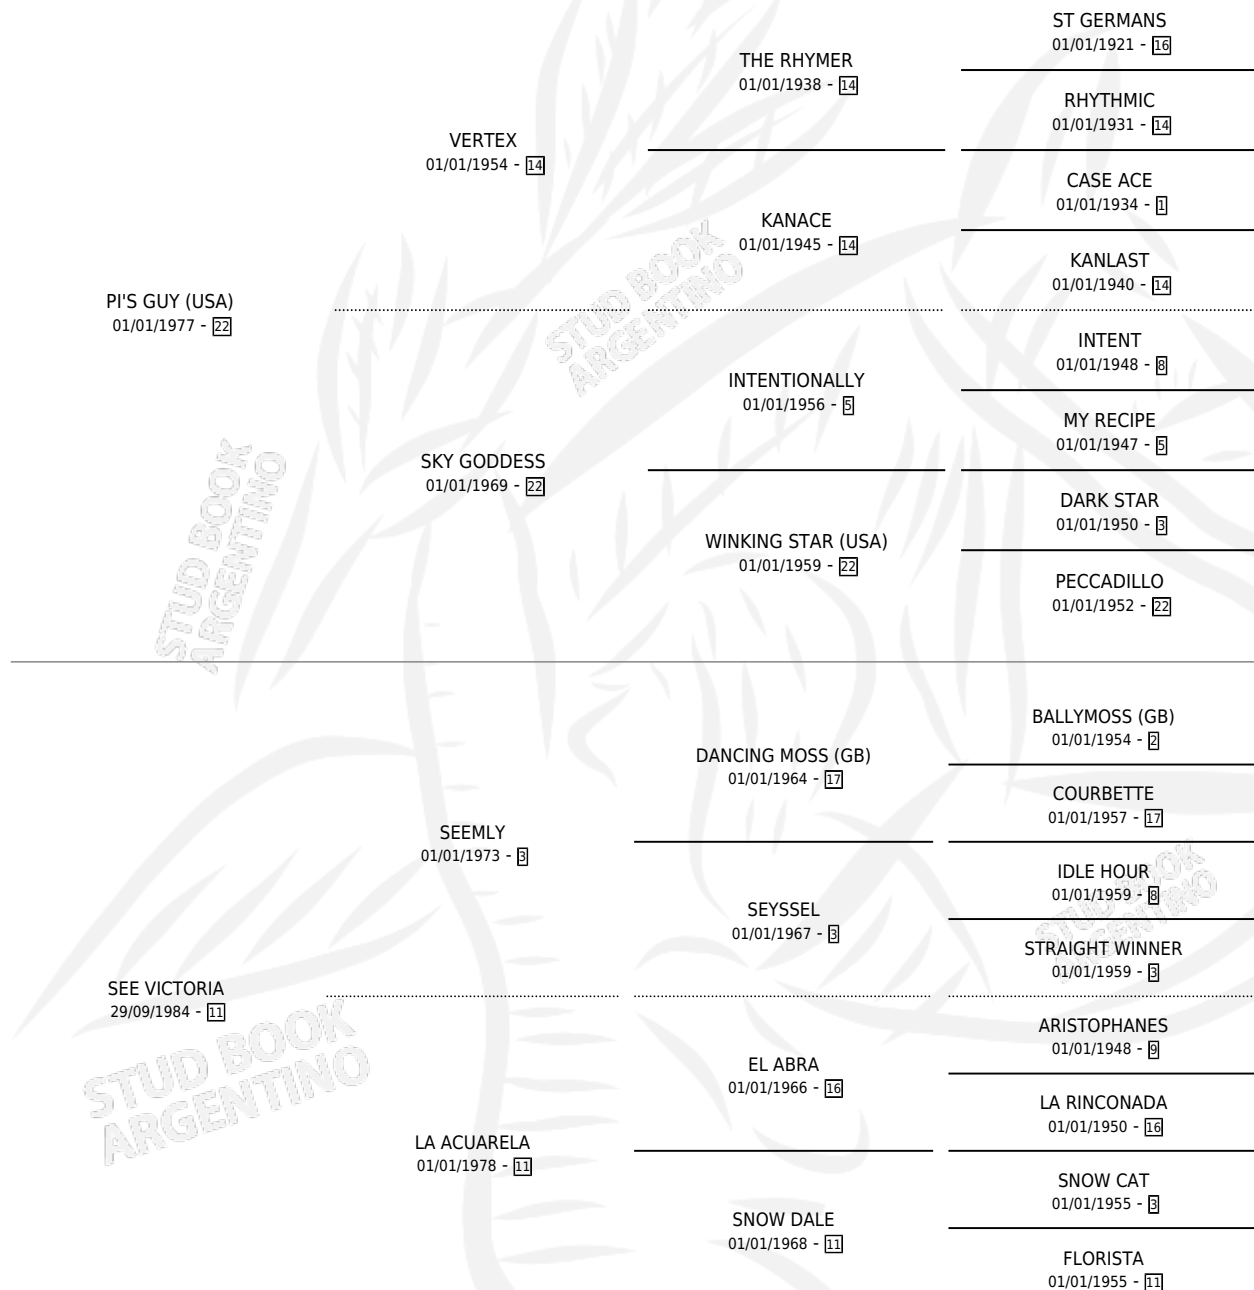 ST GERMANS
01/01/1921 - 16
THE RHYMER
01/01/1938 - 14
RHYTHMIC
01/01/1931 - 14
VERTEX
01/01/1954 - 14
CASE ACE
01/01/1934 - 1
KANACE
01/01/1945 - 14
KANLAST
01/01/1940 - 14
PI'S GUY (USA)
01/01/1977 - 22
INTENT
01/01/1948 - 8
INTENTIONALLY
01/01/1956 - 5
MY RECIPE
01/01/1947 - 5
SKY GODDESS
01/01/1969 - 22
DARK STAR
01/01/1950 - 3
WINKING STAR (USA)
01/01/1959 - 22
PECCADILLO
01/01/1952 - 22
STUD BOOK
ARGENTINO
STUD BOOK
ARGENTINO
BALLYMOSS (GB)
01/01/1954 - 2
DANCING MOSS (GB)
01/01/1964 - 17
COURBETTE
01/01/1957 - 17
SEEMLY
01/01/1973 - 3
IDLE HOUR
01/01/1959 - 8
SEYSSEL
01/01/1967 - 3
STRAIGHT WINNER
01/01/1959 - 3
SEE VICTORIA
29/09/1984 - 11
ARISTOPHANES
01/01/1948 - 9
EL ABRA
01/01/1966 - 16
LA RINCONADA
01/01/1950 - 16
LA ACUARELA
01/01/1978 - 11
SNOW CAT
01/01/1955 - 3
SNOW DALE
01/01/1968 - 11
FLORISTA
01/01/1955 - 11
STUD BOOK
ARGENTINO
STUD BOOK
ARGENTINO